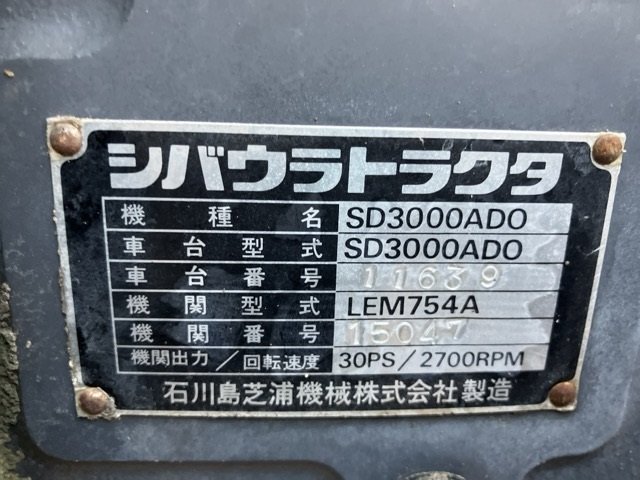 シバウラトラクタ
機種名 SD3000ADO
車台型式 SD3000ADO
車台番号 11639
機関型式 LEM754A
機関番号 15047
機関出力/回転速度 30PS/2700RPM
石川島芝浦機械株式会社製造